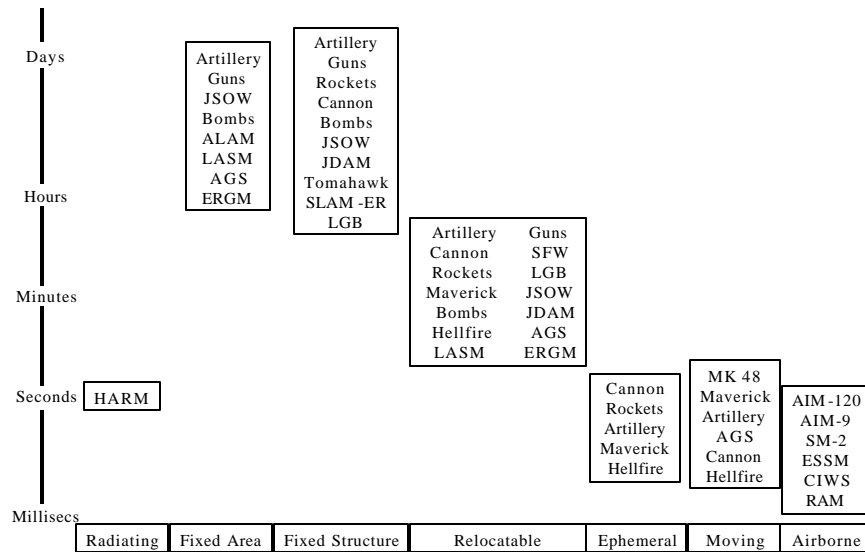 Days
Hours
Minutes
Seconds
Millisecs
HARM
Artillery
Guns
JSOW
Bombs
ALAM
LASM
AGS
ERGM
Artillery
Guns
Rockets
Cannon
Bombs
JSOW
JDAM
Tomahawk
SLAM -ER
LGB
Artillery Guns
Cannon SFW
Rockets LGB
Maverick JSOW
Bombs JDAM
Hellfire AGS
LASM ERGM
Cannon
Rockets
Artillery
Maverick
Hellfire
MK 48
Maverick
Artillery
AGS
Cannon
Hellfire
AIM-120
AIM-9
SM-2
ESSM
CIWS
RAM
Radiating Fixed Area Fixed Structure Relocatable Ephemeral Moving Airborne